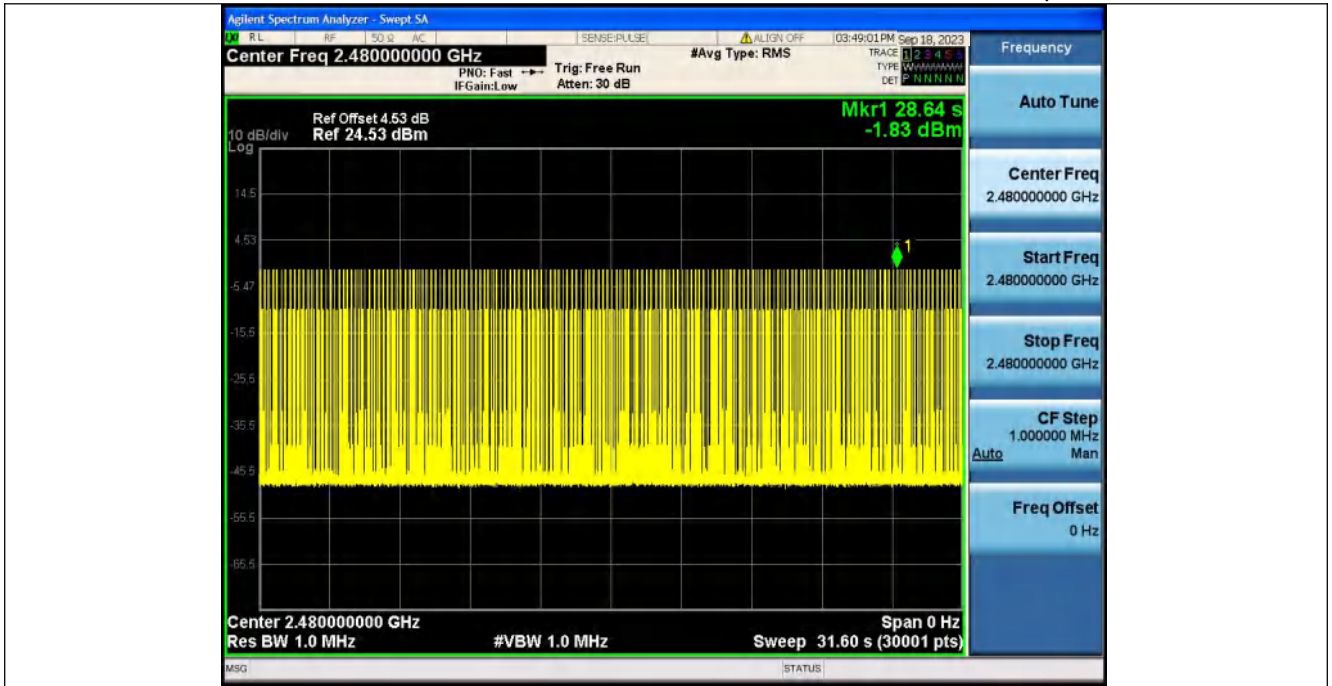 Agilent Spectrum Analyzer - Swept SA
RL RF 50 Ω AC SENSE:PULSE ALIGN OFF 03:49:01 PM Sep 18, 2023
Center Freq 2.480000000 GHz
PNO: Fast
IFGain:Low
Trig: Free Run
Atten: 30 dB
#Avg Type: RMS
TRACE 1 2 3 4 5 6
TYPE WWWWWW
DET P N N N N N
Mkr1 28.64 s
-1.83 dBm
Ref Offset 4.53 dB
10 dB/div Ref 24.53 dBm
Log
14.5
4.53
-5.47
-15.5
-25.5
-35.5
-45.5
-55.5
-65.5
1
Center 2.480000000 GHz Span 0 Hz
Res BW 1.0 MHz #VBW 1.0 MHz Sweep 31.60 s (30001 pts)
MSG STATUS
Frequency
Auto Tune
Center Freq
2.480000000 GHz
Start Freq
2.480000000 GHz
Stop Freq
2.480000000 GHz
CF Step
1.000000 MHz
Auto Man
Freq Offset
0 Hz